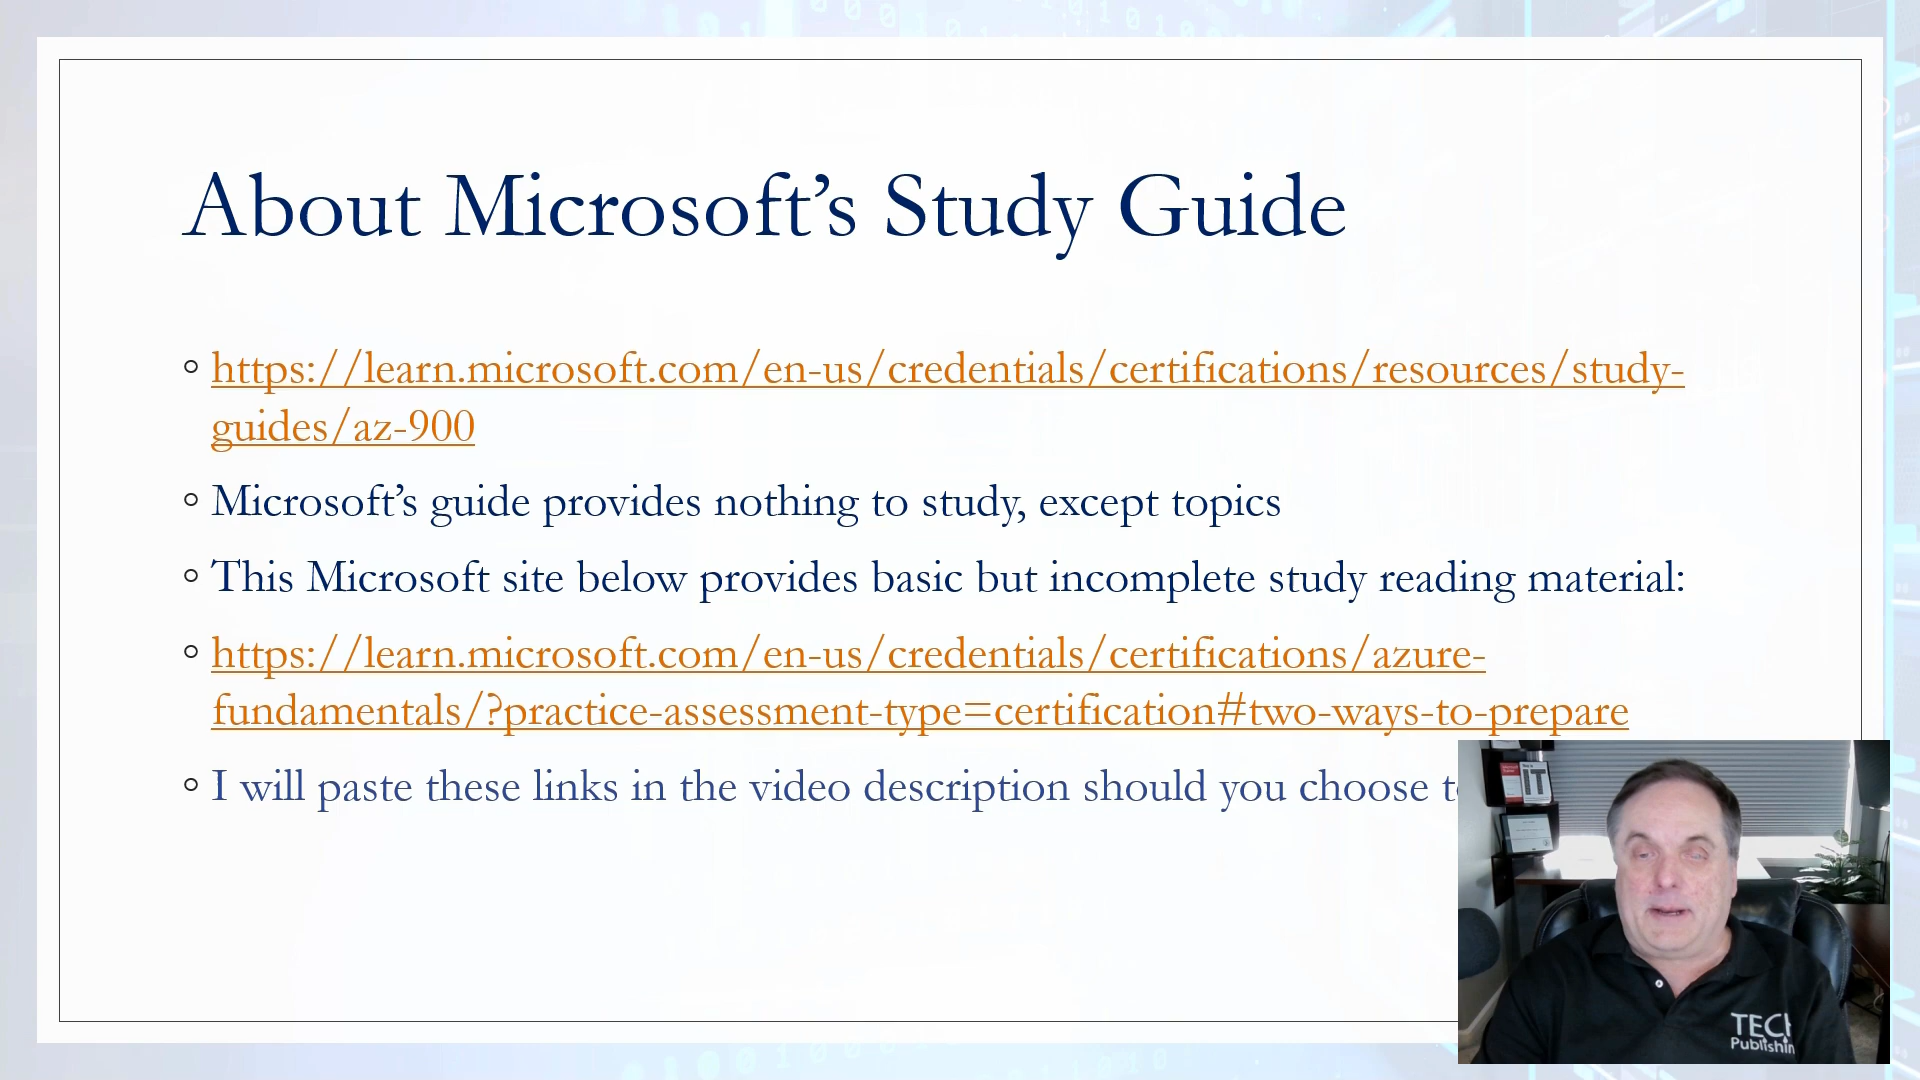 About Microsoft’s Study Guide
https://learn.microsoft.com/en-us/credentials/certifications/resources/study-
guides/az-900
Microsoft’s guide provides nothing to study, except topics
This Microsoft site below provides basic but incomplete study reading material:
https://learn.microsoft.com/en-us/credentials/certifications/azure-
fundamentals/?practice-assessment-type=certification#two-ways-to-prepare
I will paste these links in the video description should you choose
IT
TECH
Publishin